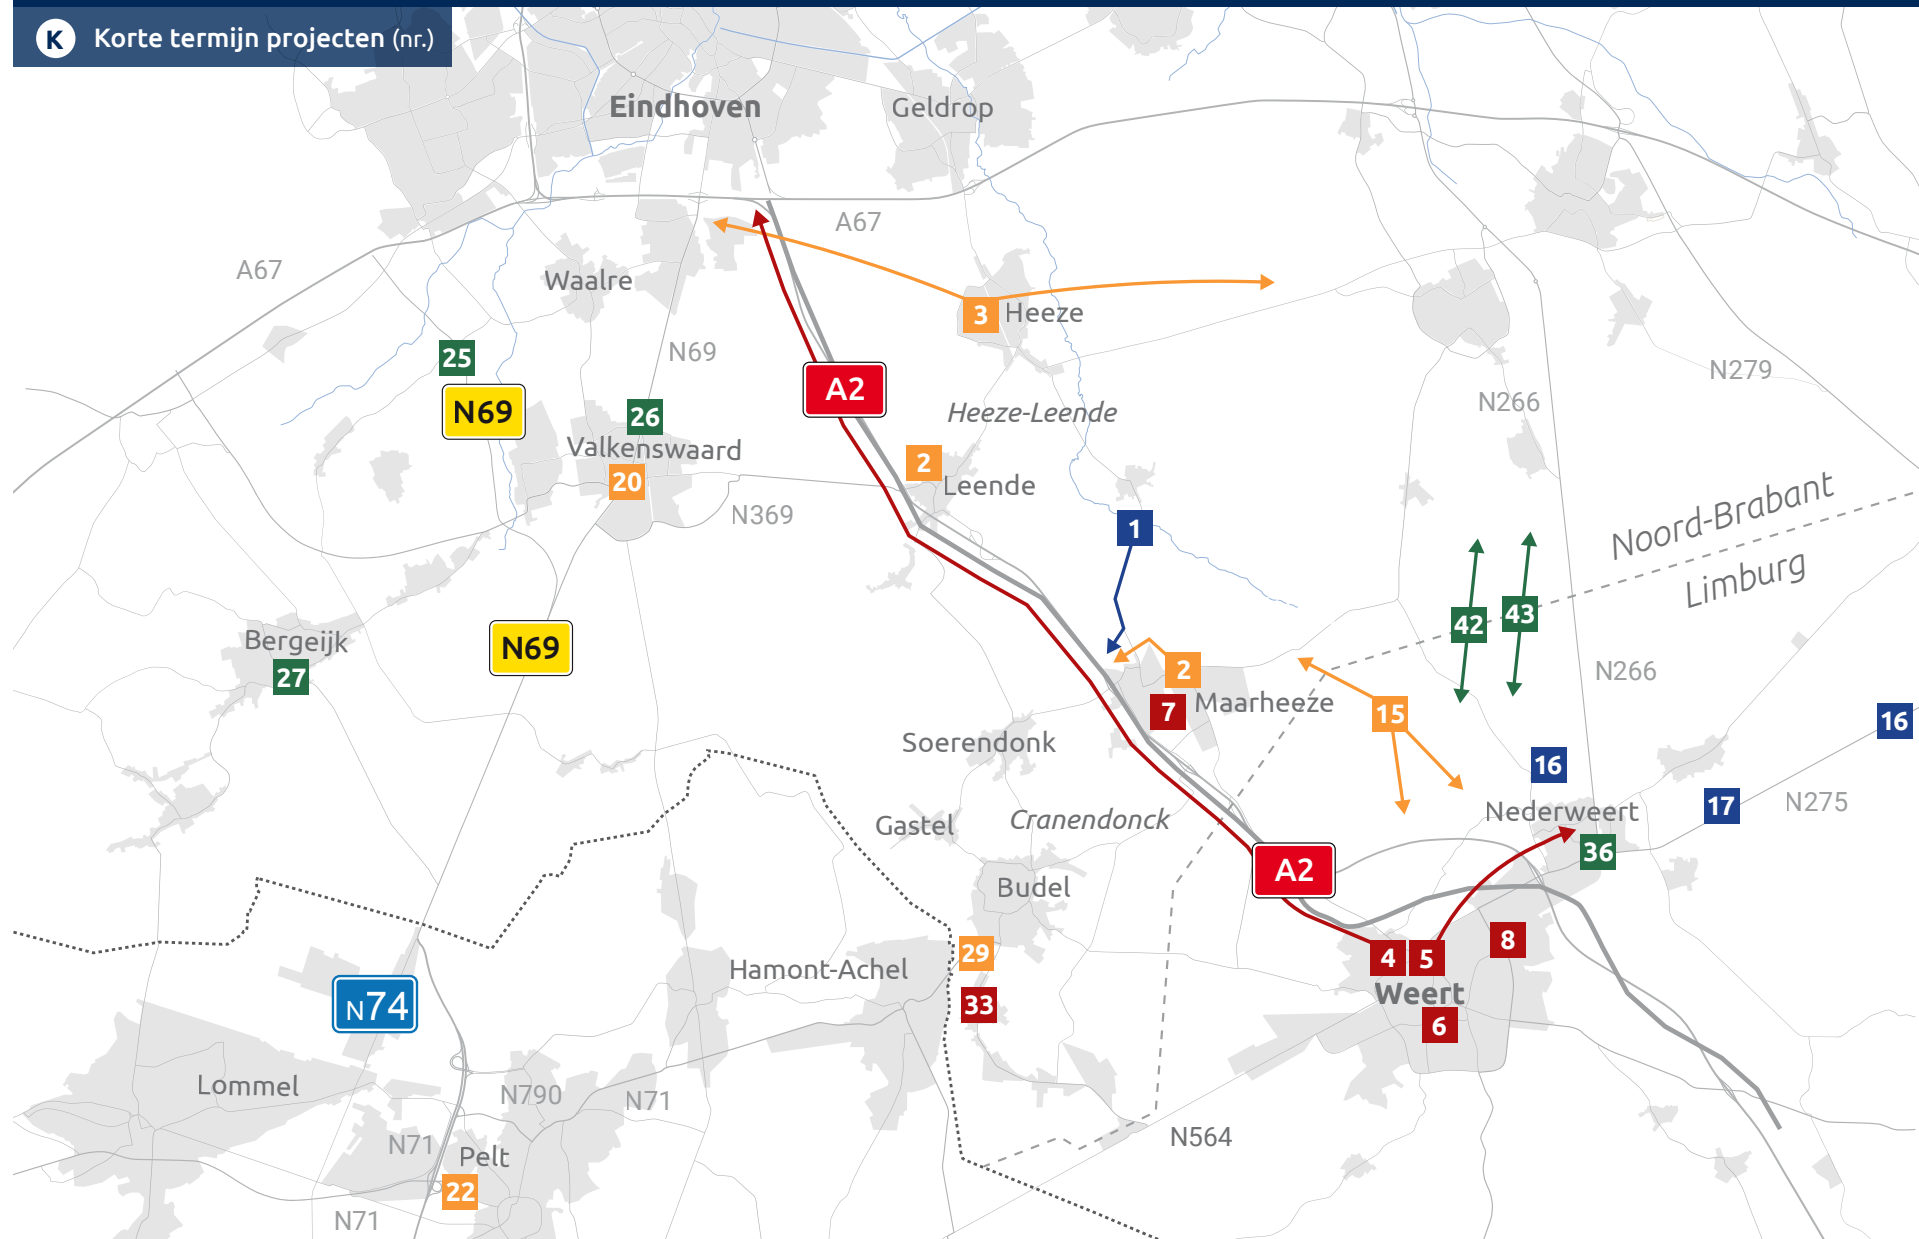 K Korte termijn projecten (nr.)
Eindhoven
Geldrop
A67
A67
Waalre
3 Heeze
25
N69
N279
N69
A2
N266
26
Heeze-Leende
Valkenswaard
2
20
Leende
N369
Noord-Brabant
1
Limburg
42
43
Bergeijk
N69
27
2
N266
Maarheeze
7
15
16
Soerendonk
16
Nederweert
17
N275
Gastel
Cranendonck
36
A2
Budel
8
29
4
5
Hamont-Achel
Weert
N74
33
6
Lommel
N790
N71
N71
N564
Pelt
22
N71